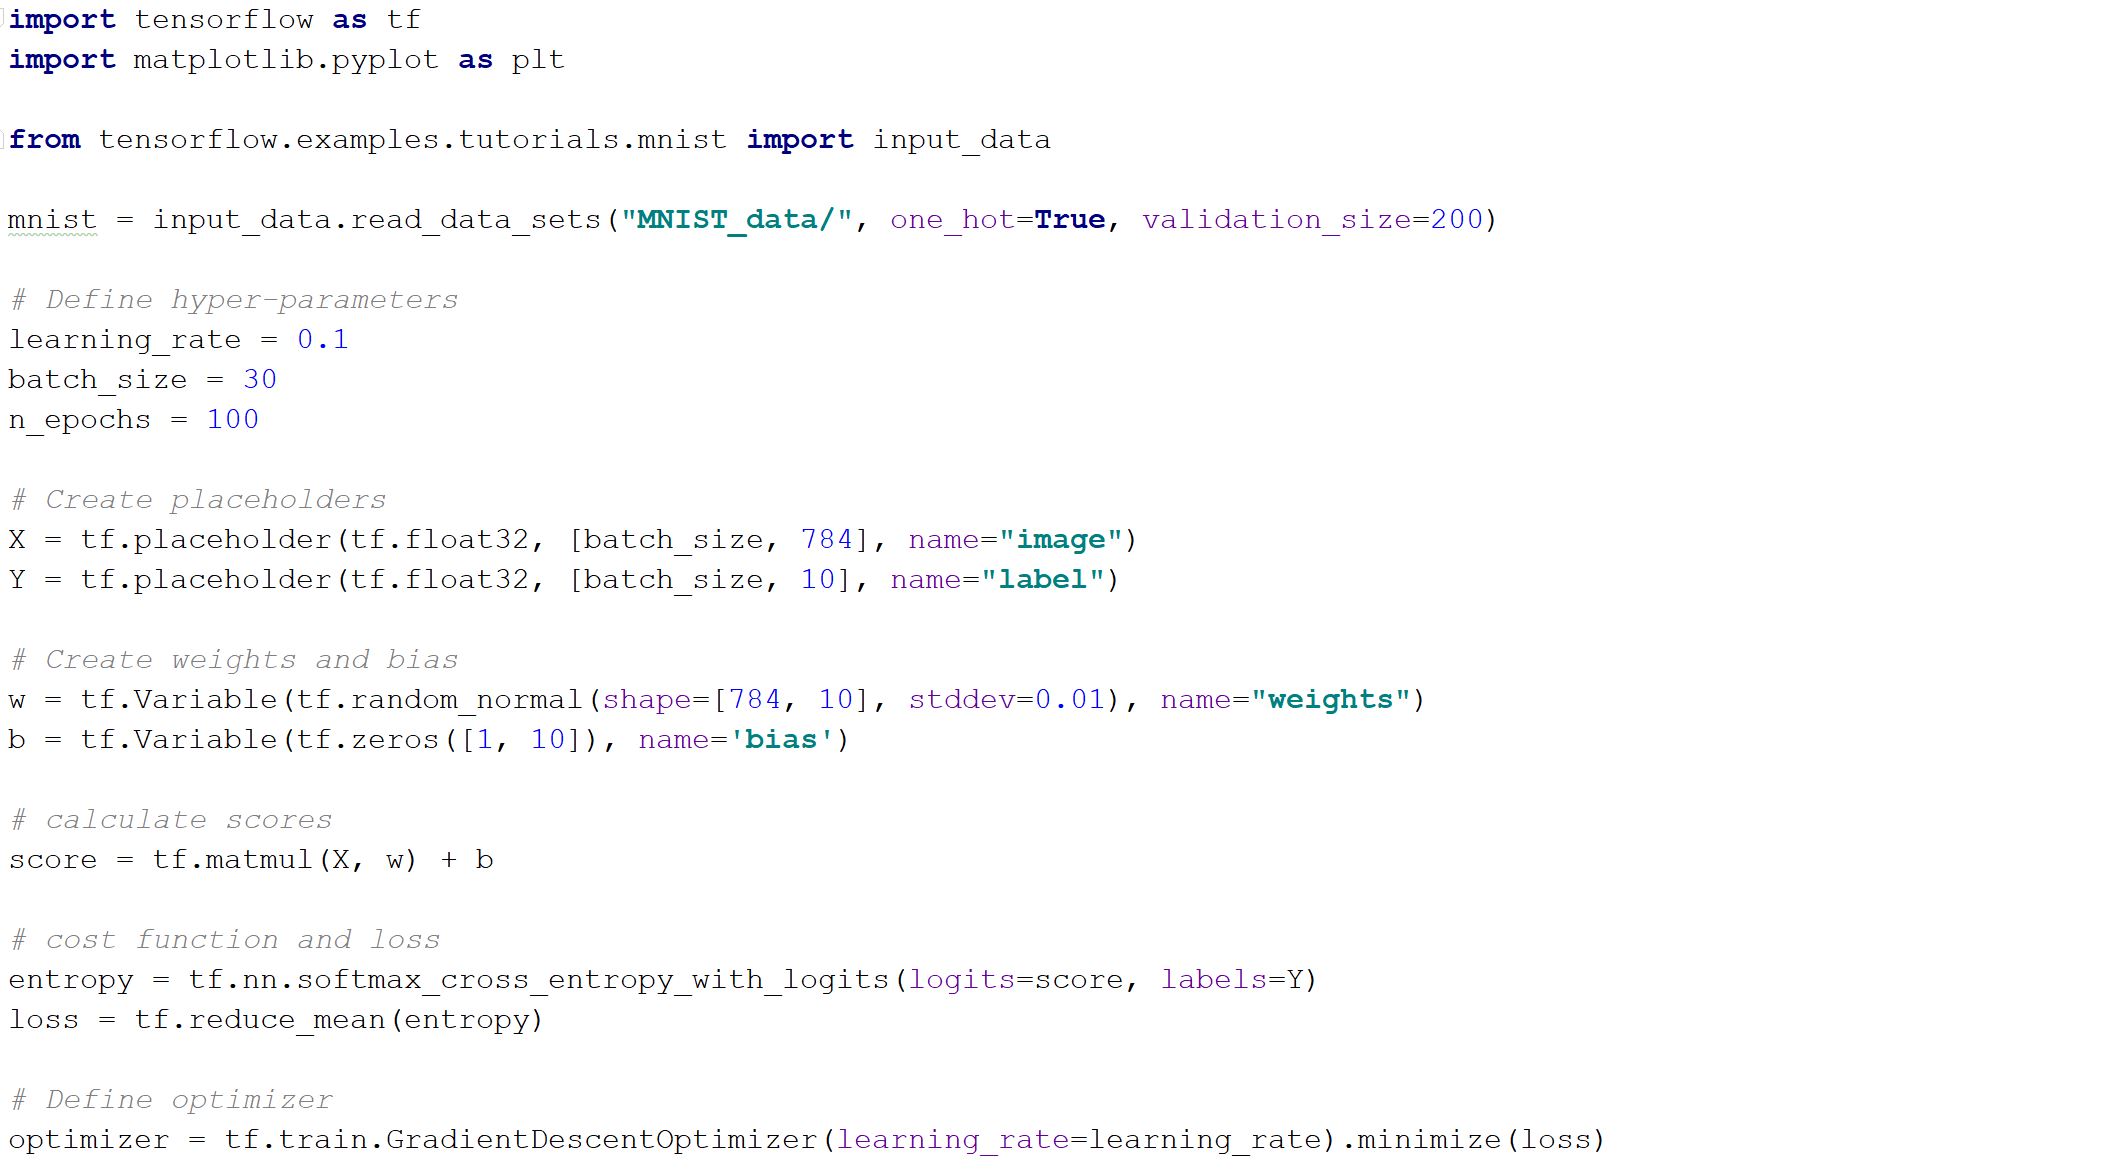 import tensorflow as tf
import matplotlib.pyplot as plt
from tensorflow.examples.tutorials.mnist import input_data
mnist = input_data.read_data_sets("MNIST_data/", one_hot=True, validation_size=200)
# Define hyper-parameters
learning_rate = 0.1
batch_size = 30
n_epochs = 100
# Create placeholders
X = tf.placeholder(tf.float32, [batch_size, 784], name="image")
Y = tf.placeholder(tf.float32, [batch_size, 10], name="label")
# Create weights and bias
w = tf.Variable(tf.random_normal(shape=[784, 10], stddev=0.01), name="weights")
b = tf.Variable(tf.zeros([1, 10]), name='bias')
# calculate scores
score = tf.matmul(X, w) + b
# cost function and loss
entropy = tf.nn.softmax_cross_entropy_with_logits(logits=score, labels=Y)
loss = tf.reduce_mean(entropy)
# Define optimizer
optimizer = tf.train.GradientDescentOptimizer(learning_rate=learning_rate).minimize(loss)